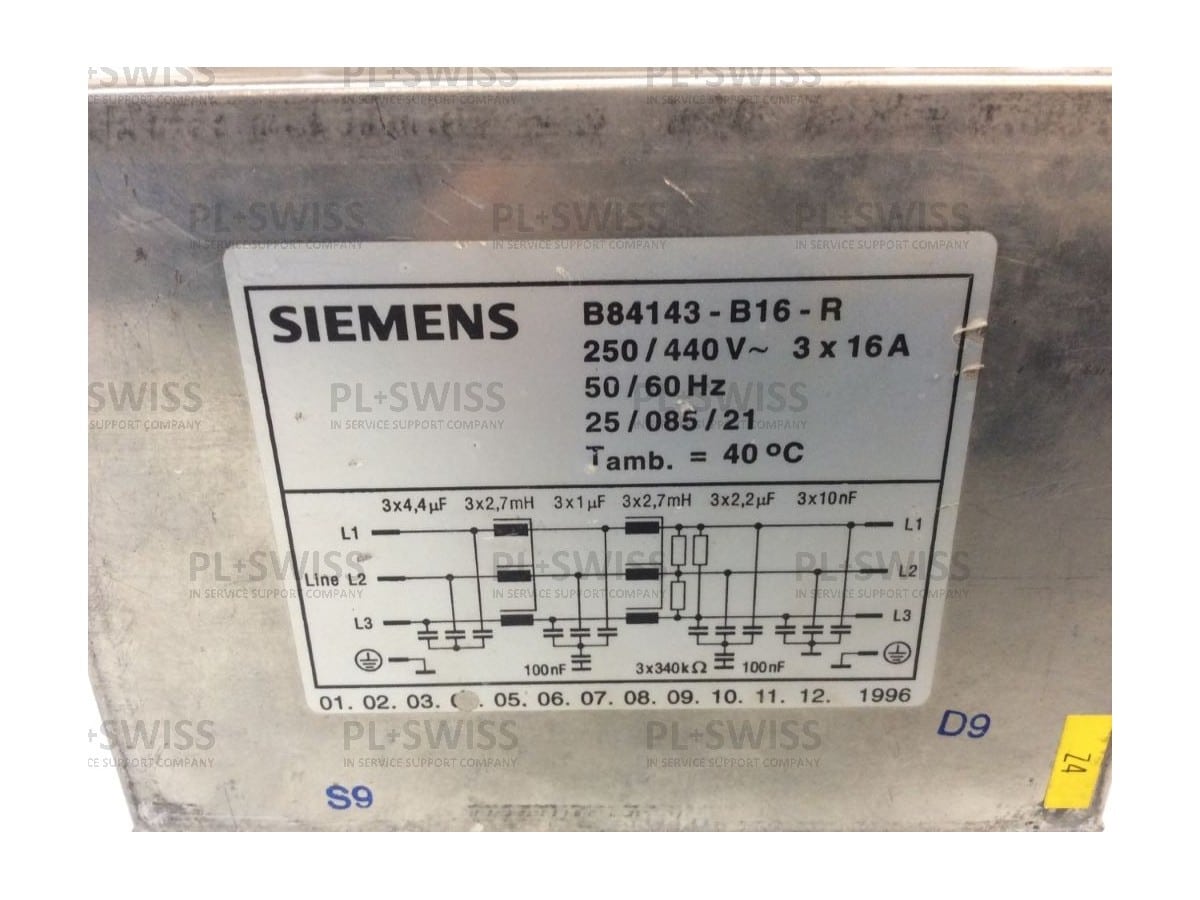 SIEMENS
B84143 - B16 - R
250 / 440 V~ 3 x 16 A
50 / 60 Hz
25 / 085 / 21
Tamb. = 40 °C
3x4,4µF 3x2,7mH 3x1µF 3x2,7mH 3x2,2µF 3x10nF
L1 L1
Line L2 L2
L3 L3
100nF 3x340kΩ 100nF
01. 02. 03. 05. 06. 07. 08. 09. 10. 11. 12. 1996
D9
Z4
S9
PL+SWISS
IN SERVICE SUPPORT COMPANY